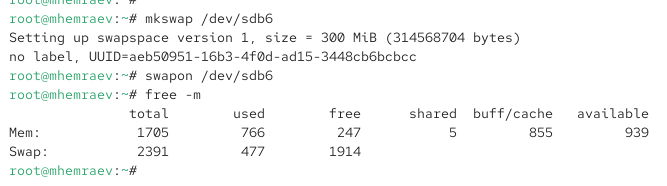 root@mhemraev:~#
root@mhemraev:~# mkswap /dev/sdb6
Setting up swapspace version 1, size = 300 MiB (314568704 bytes)
no label, UUID=aeb50951-16b3-4f0d-ad15-3448cb6bcbcc
root@mhemraev:~# swapon /dev/sdb6
root@mhemraev:~# free -m
total used free shared buff/cache available
Mem: 1705 766 247 5 855 939
Swap: 2391 477 1914
root@mhemraev:~#